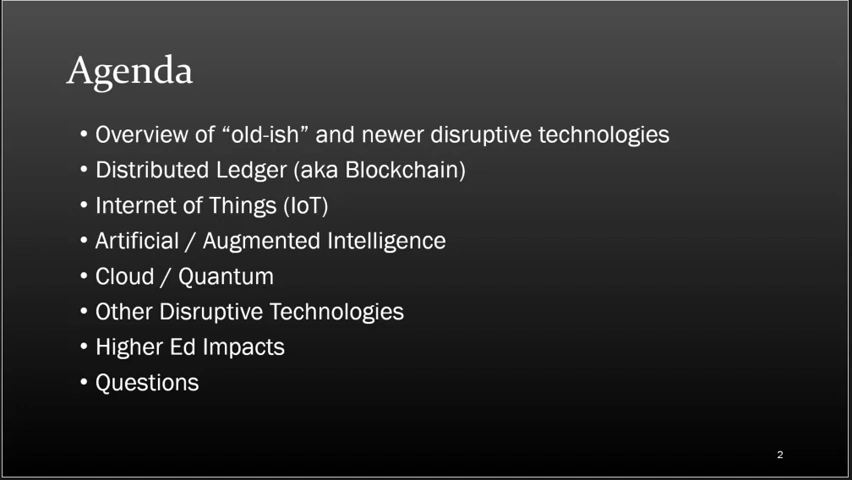 Agenda
• Overview of “old-ish” and newer disruptive technologies
• Distributed Ledger (aka Blockchain)
• Internet of Things (IoT)
• Artificial / Augmented Intelligence
• Cloud / Quantum
• Other Disruptive Technologies
• Higher Ed Impacts
• Questions
2